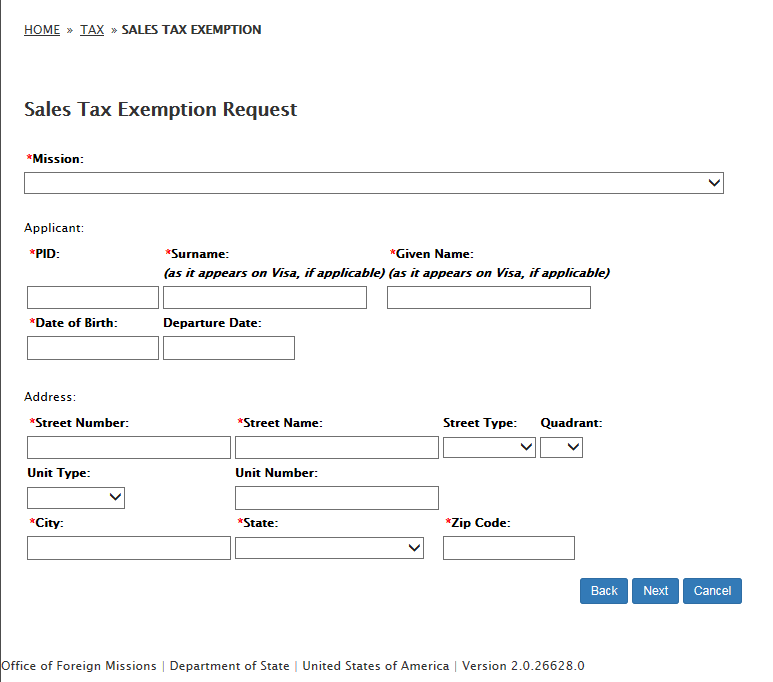 HOME » TAX » SALES TAX EXEMPTION
Sales Tax Exemption Request
*Mission:
Applicant:
*PID: *Surname: *Given Name:
(as it appears on Visa, if applicable) (as it appears on Visa, if applicable)
*Date of Birth: Departure Date:
Address:
*Street Number: *Street Name: Street Type: Quadrant:
Unit Type: Unit Number:
*City: *State: *Zip Code:
Back Next Cancel
Office of Foreign Missions | Department of State | United States of America | Version 2.0.26628.0